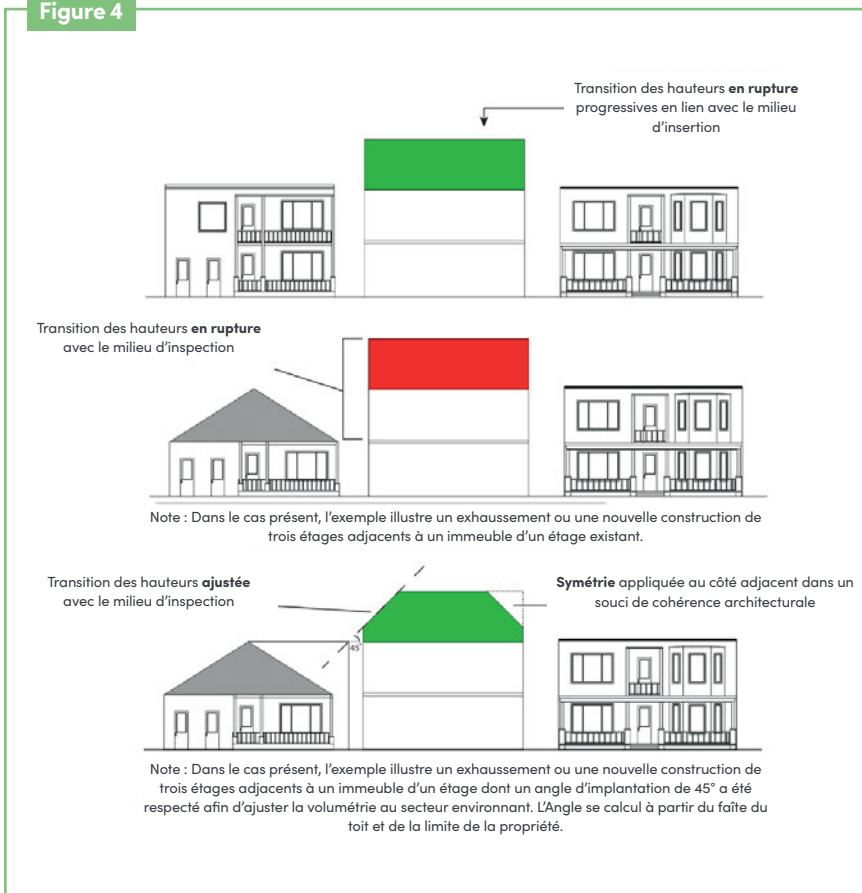 Figure 4
Transition des hauteurs en rupture
progressives en lien avec le milieu
d'insertion
Transition des hauteurs en rupture
avec le milieu d'inspection
Note : Dans le cas présent, l'exemple illustre un exhaussement ou une nouvelle construction de
trois étages adjacents à un immeuble d'un étage existant.
Transition des hauteurs ajustée
avec le milieu d'inspection
Symétrie appliquée au côté adjacent dans un
souci de cohérence architecturale
45°
Note : Dans le cas présent, l'exemple illustre un exhaussement ou une nouvelle construction de
trois étages adjacents à un immeuble d'un étage dont un angle d'implantation de 45° a été
respecté afin d'ajuster la volumétrie au secteur environnant. L'Angle se calcul à partir du faîte du
toit et de la limite de la propriété.